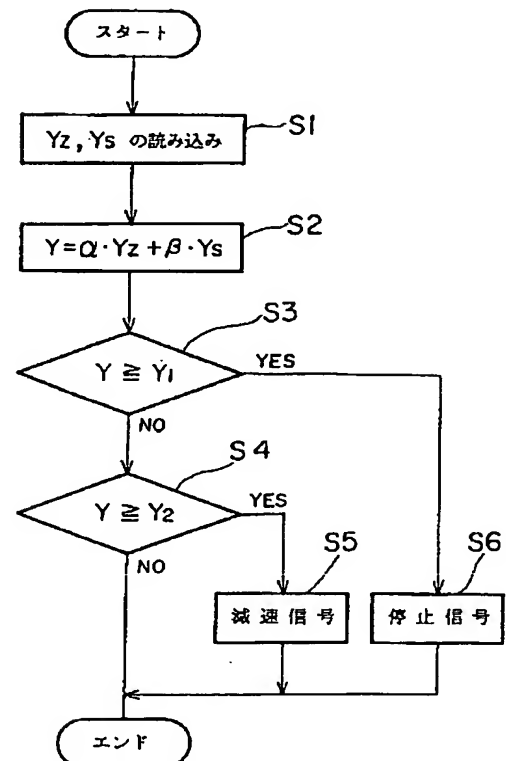 スタート
YZ, YS の読み込み
S1
Y=α·YZ+β·YS
S2
S3
Y ≧ Y1
YES
NO
S4
Y ≧ Y2
YES
NO
S5
S6
減速信号
停止信号
エンド